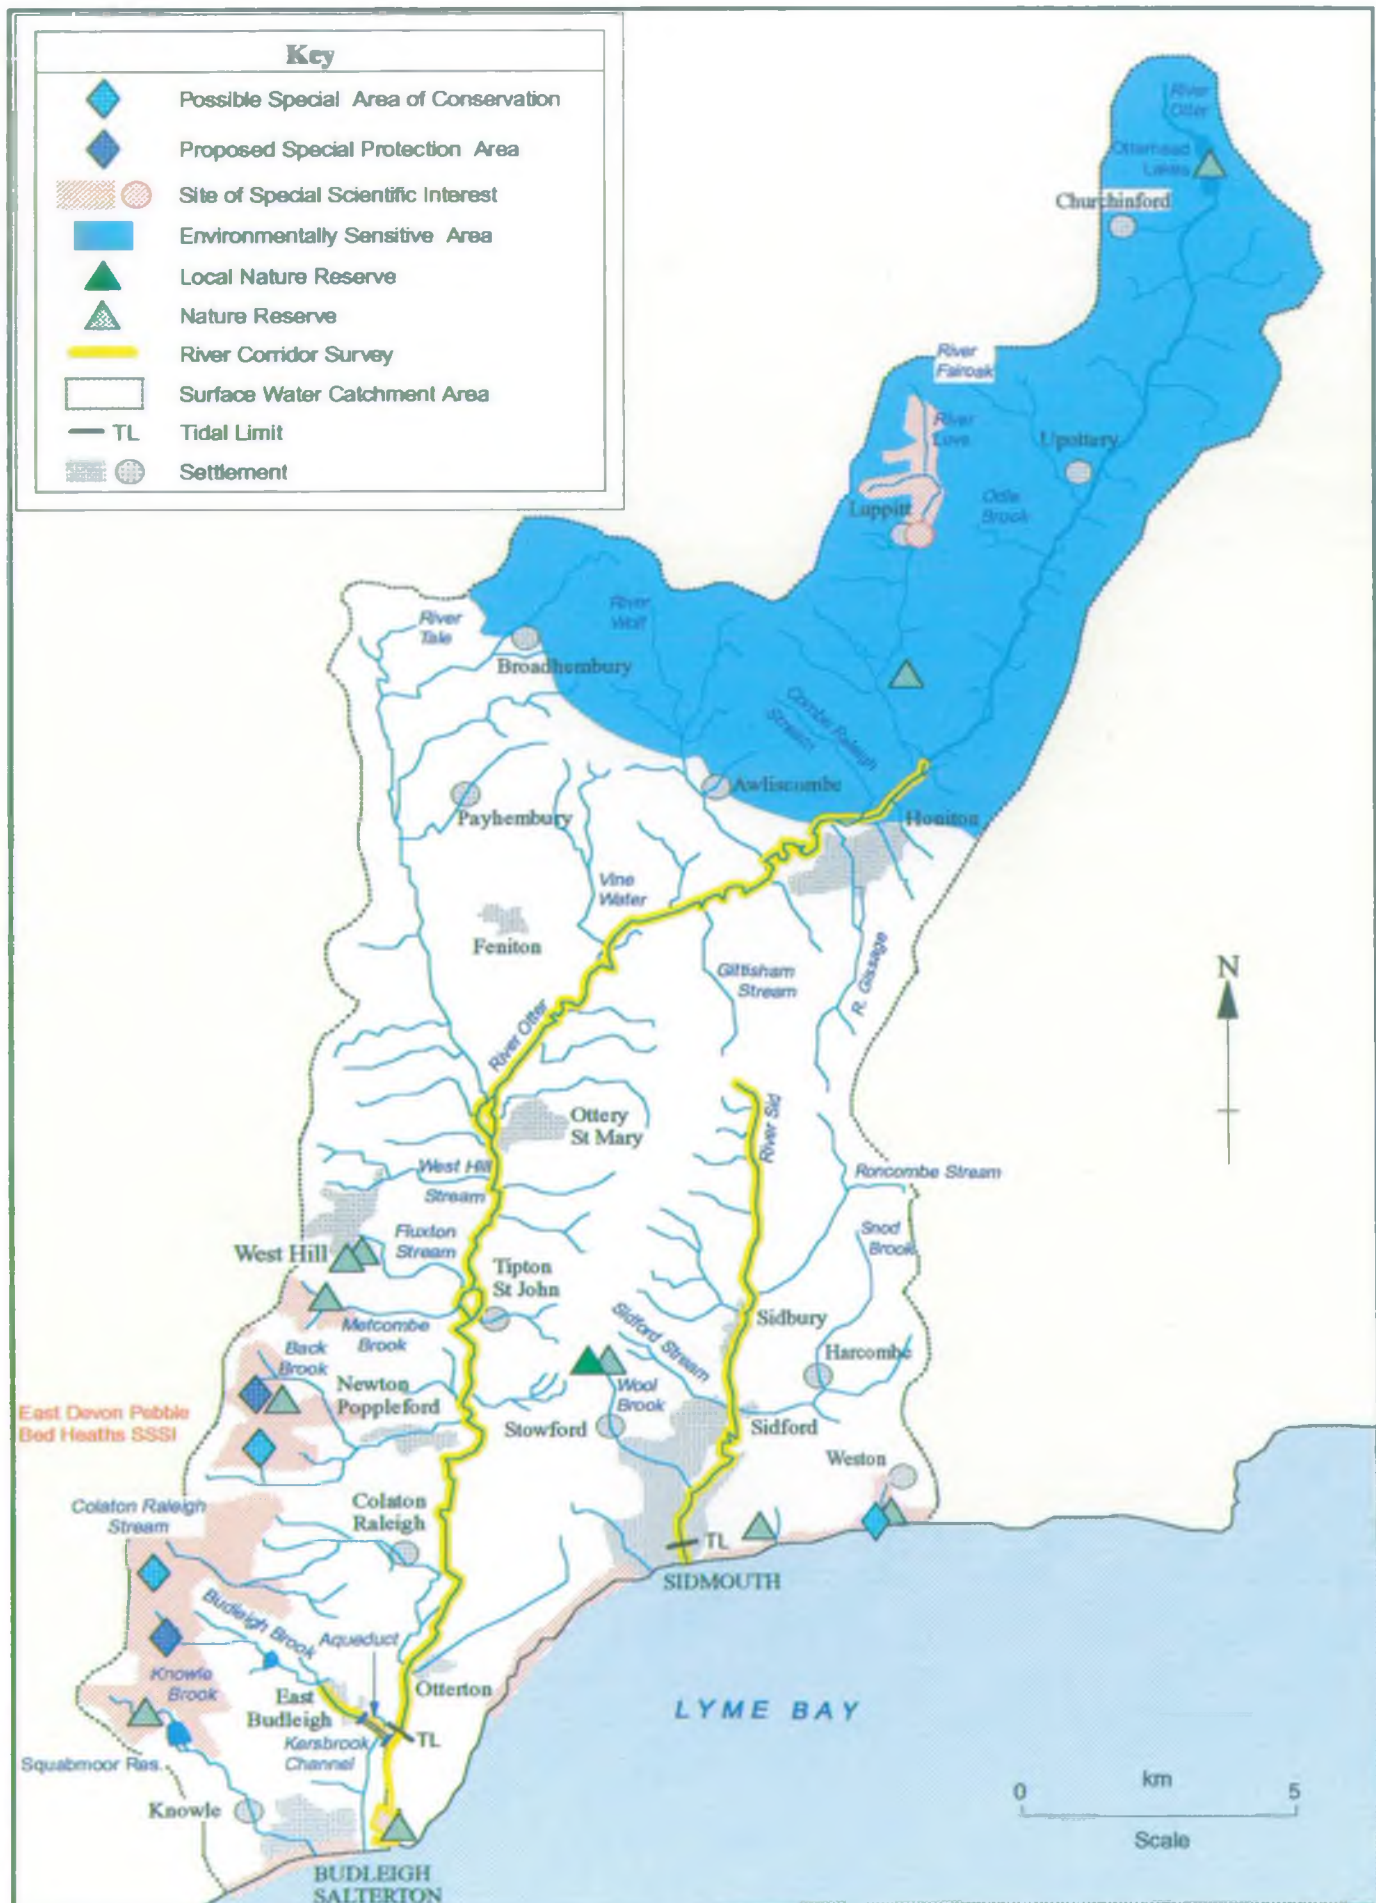 Key
Possible Special Area of Conservation
Proposed Special Protection Area
Site of Special Scientific Interest
Environmentally Sensitive Area
Local Nature Reserve
Nature Reserve
River Corridor Survey
Surface Water Catchment Area
TL Tidal Limit
Settlement
River
Otter
Otterhead
Lakes
Churchinford
River
Fairoak
River
Love
Upottery
Luppitt
Odle
Brook
River
Tale
River
Wolf
Broadhembury
Combe Raleigh
Stream
Awliscombe
Payhembury
Honiton
Vine
Water
Feniton
Gittisham
Stream
R. Gissage
N
River Otter
Ottery
St Mary
River Sid
West Hill
Stream
Roncombe Stream
Snod
Brook
Fluxton
Stream
West Hill
Tipton
St John
Metcombe
Brook
Sidford Stream
Sidbury
Back
Brook
Harcombe
Newton
Poppleford
Wool
Brook
East Devon Pebble
Bed Heaths SSSI
Stowford
Sidford
Weston
Colaton Raleigh
Stream
Colaton
Raleigh
TL
SIDMOUTH
Budleigh Brook
Aqueduct
Knowle
Brook
Otterton
East
Budleigh
LYME BAY
TL
Kersbrook
Channel
Squabmoor Res.
Knowle
0 km 5
Scale
BUDLEIGH
SALTERTON